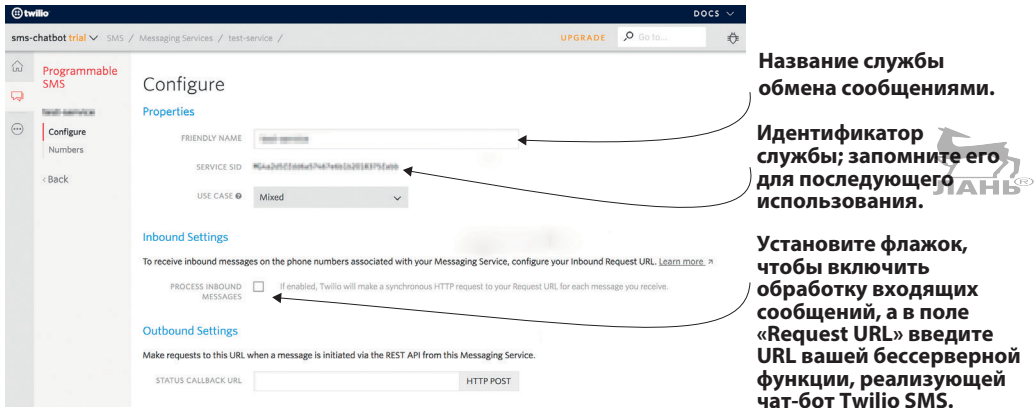 twilio
DOCS
sms-chatbot trial SMS / Messaging Services / test-service /
UPGRADE
Go to...
Programmable
SMS
Configure
Numbers
‹ Back
Configure
Properties
FRIENDLY NAME
SERVICE SID
USE CASE
Mixed
Inbound Settings
To receive inbound messages on the phone numbers associated with your Messaging Service, configure your Inbound Request URL. Learn more
PROCESS INBOUND
MESSAGES
If enabled, Twilio will make a synchronous HTTP request to your Request URL for each message you receive.
Outbound Settings
Make requests to this URL when a message is initiated via the REST API from this Messaging Service.
STATUS CALLBACK URL
HTTP POST
Название службы
обмена сообщениями.
Идентификатор
службы; запомните его
для последующего
использования.
ЛАНЬ®
Установите флажок,
чтобы включить
обработку входящих
сообщений, а в поле
«Request URL» введите
URL вашей бессерверной
функции, реализующей
чат-бот Twilio SMS.